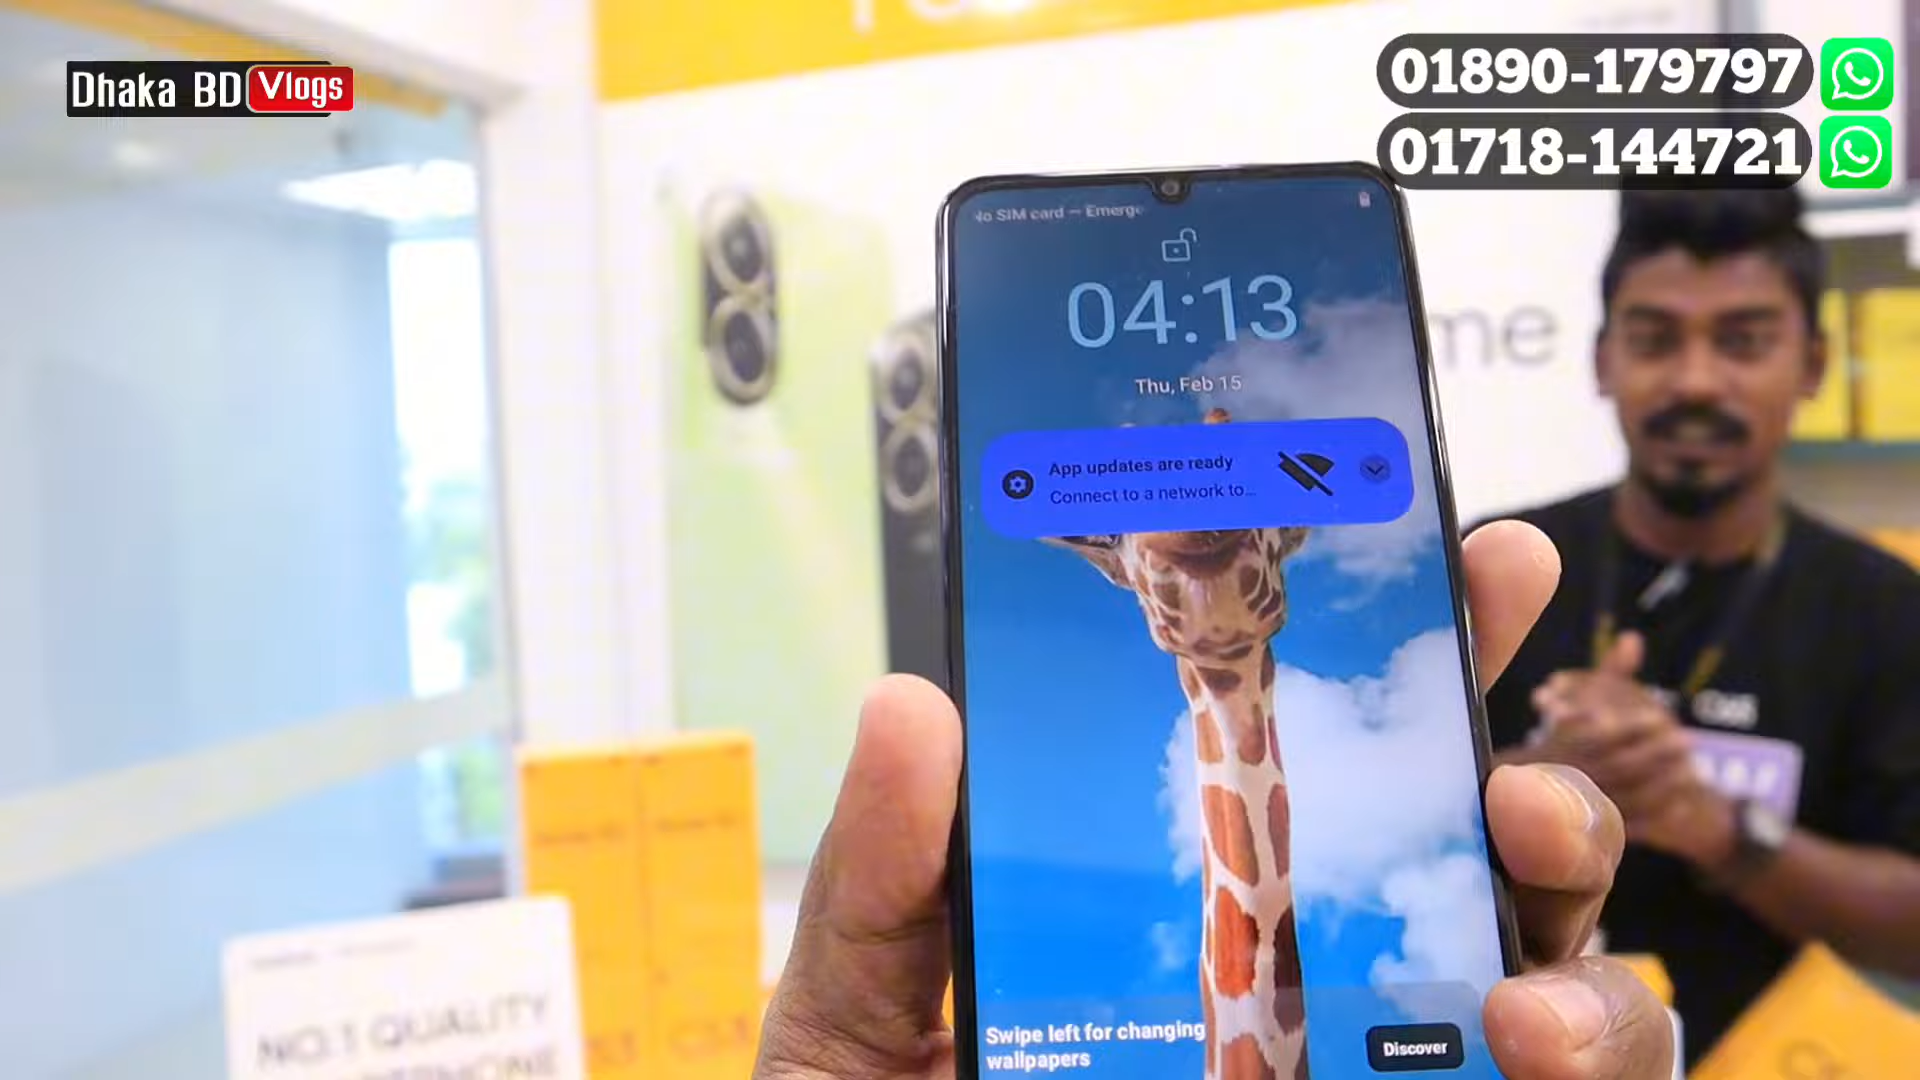 Dhaka BD Vlogs
01890-179797
01718-144721
No SIM card — Emerge
04:13
Thu, Feb 15
App updates are ready
Connect to a network to...
Swipe left for changing
wallpapers
Discover
me
NO.1 QUALITY